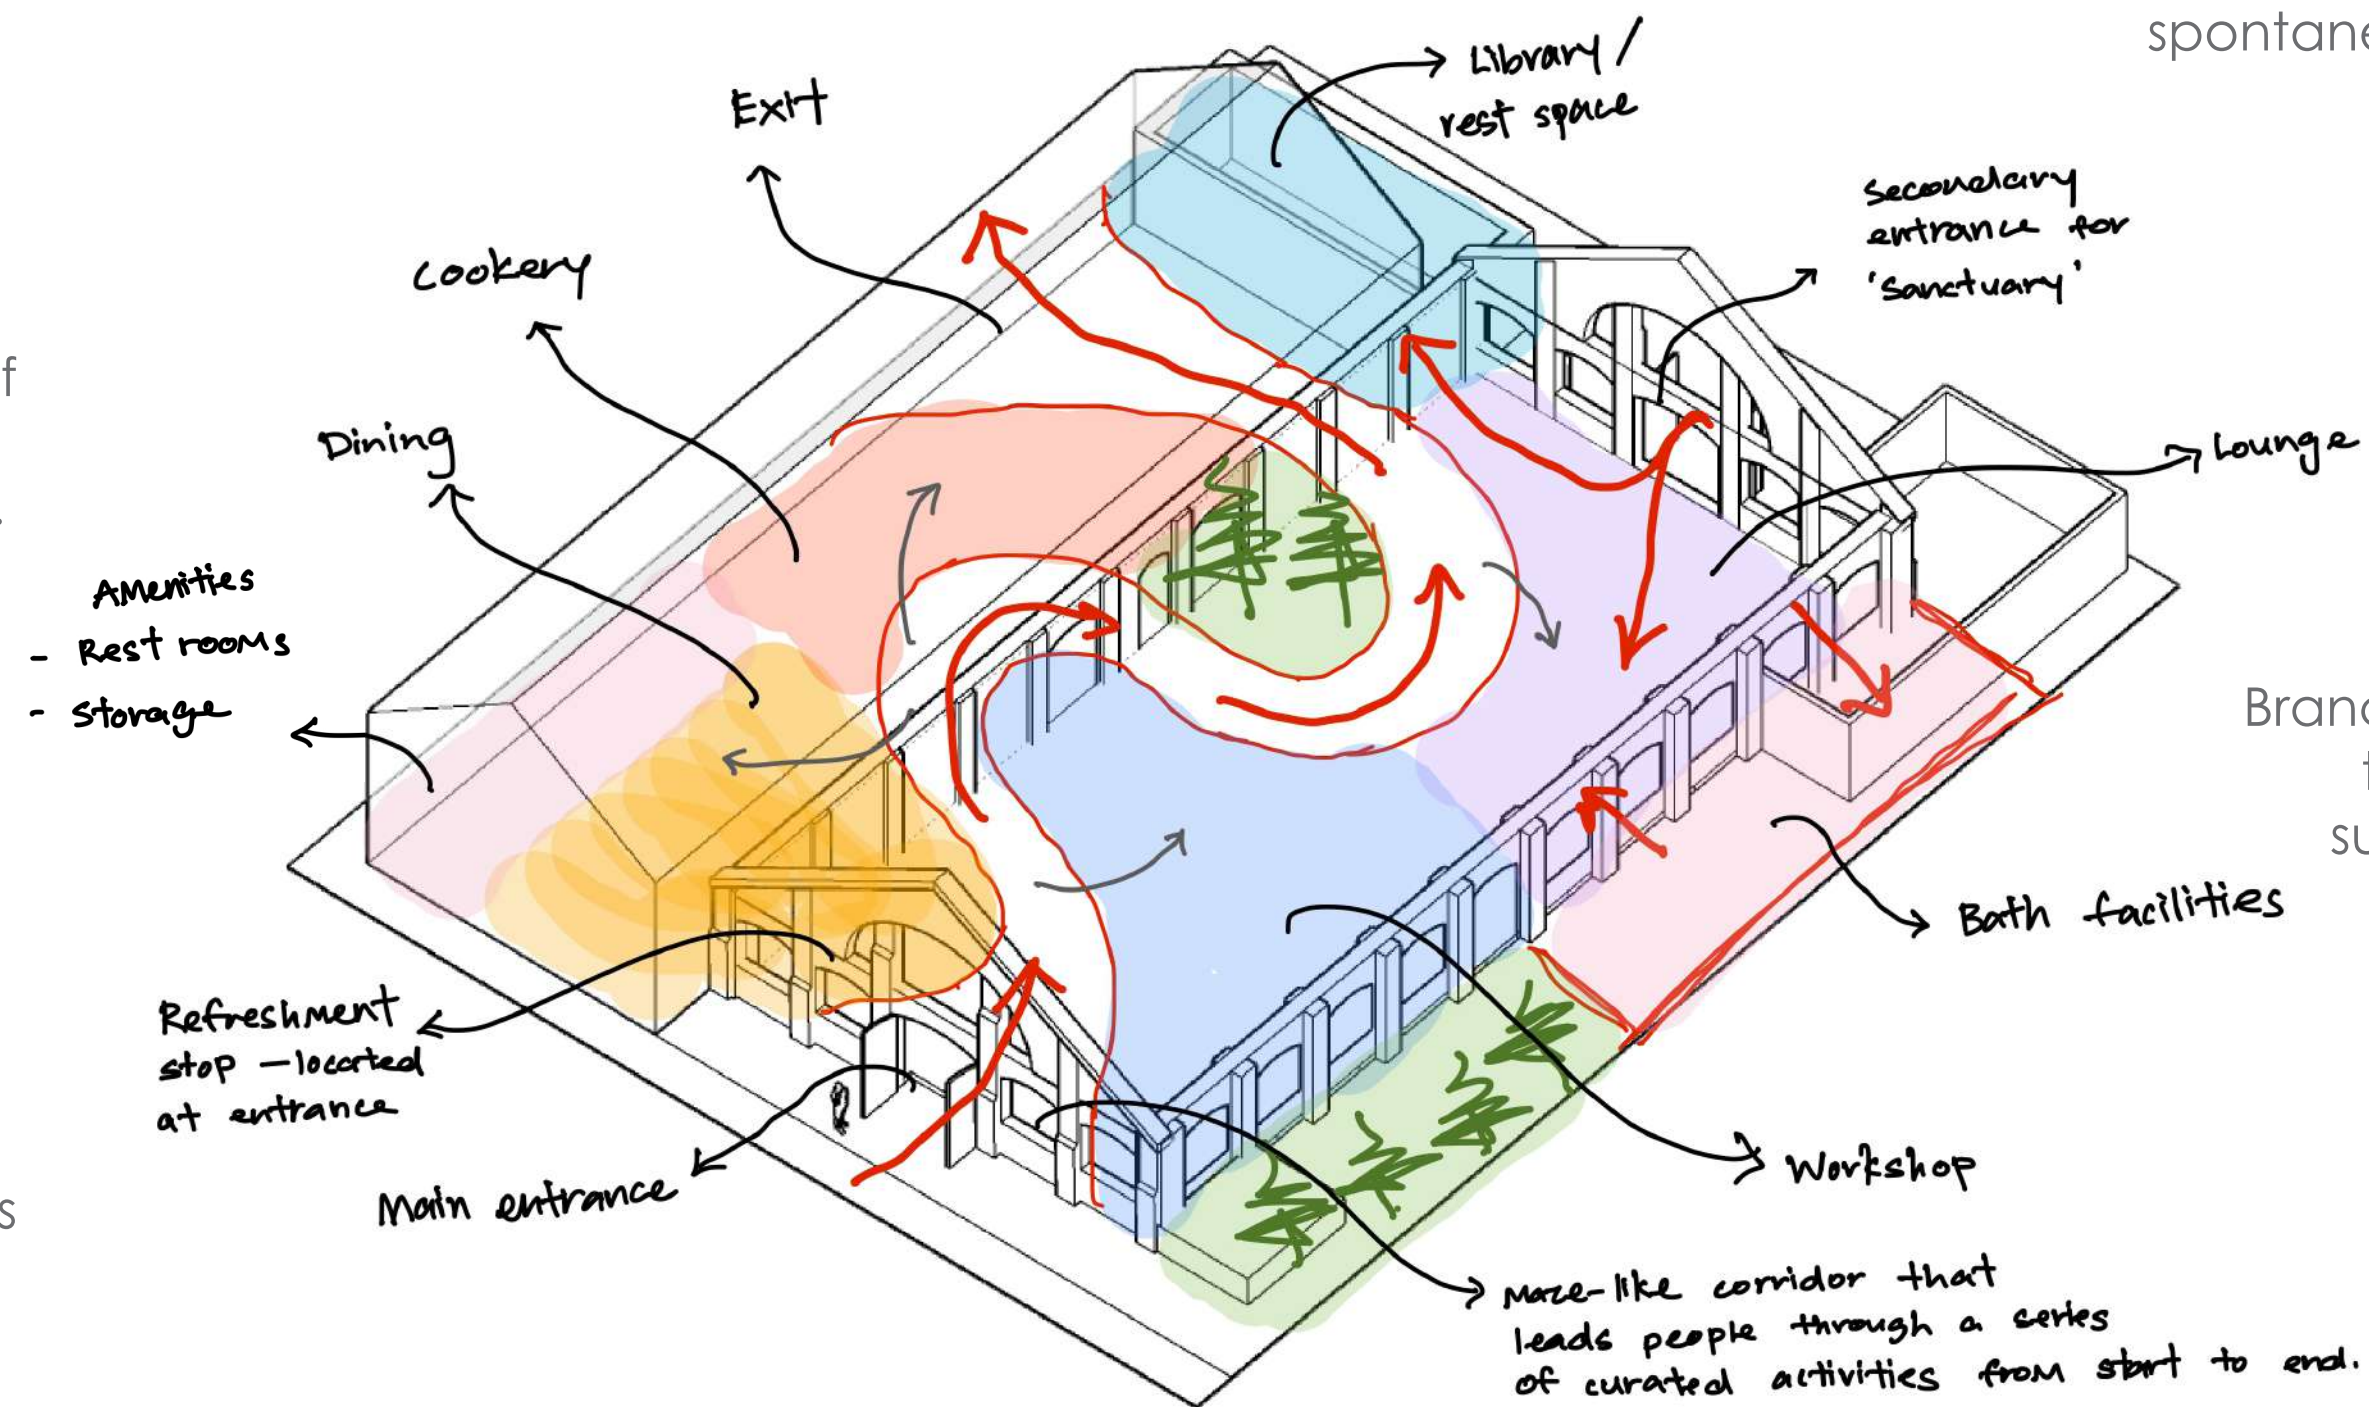 spontane
Library /
rest space
Exit
Secondary
entrance for
'Sanctuary'
Cookery
f
Dining
Lounge
Amenities
- Rest rooms
- Storage
Branc
t
su
Bath facilities
Refreshment
stop – located
at entrance
Main entrance
Workshop
s
Maze-like corridor that
leads people through a series
of curated activities from start to end.